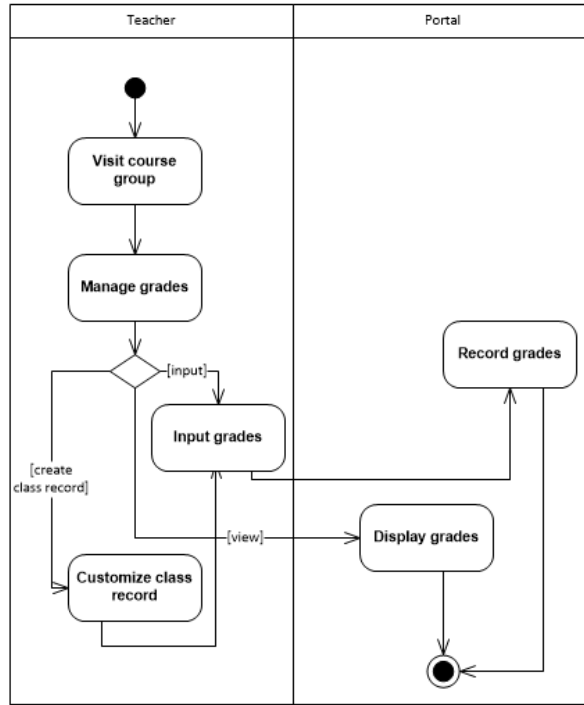 Teacher
Portal
Visit course
group
Manage grades
[input]
Record grades
Input grades
[create
class record]
[view]
Display grades
Customize class
record